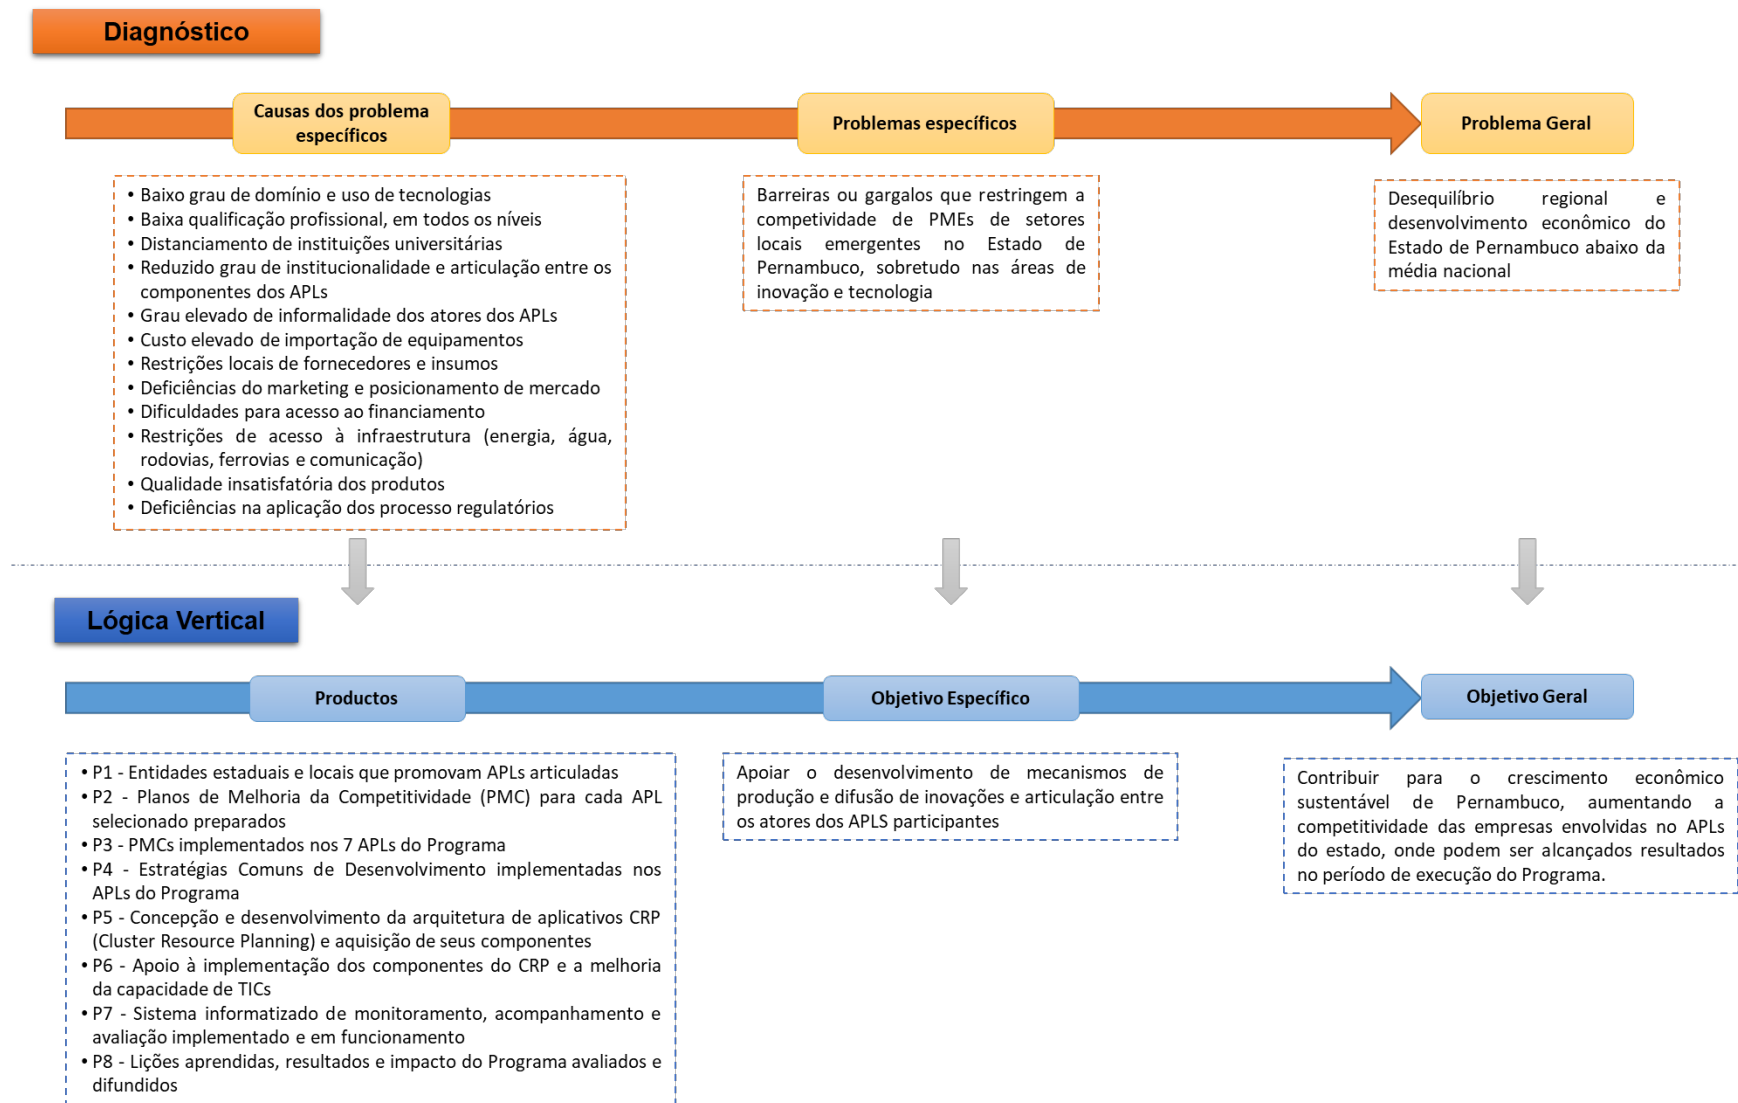 Diagnóstico
Causas dos problema
específicos
Problemas específicos
Problema Geral
• Baixo grau de domínio e uso de tecnologias
• Baixa qualificação profissional, em todos os níveis
• Distanciamento de instituições universitárias
• Reduzido grau de institucionalidade e articulação entre os
componentes dos APLs
• Grau elevado de informalidade dos atores dos APLs
• Custo elevado de importação de equipamentos
• Restrições locais de fornecedores e insumos
• Deficiências do marketing e posicionamento de mercado
• Dificuldades para acesso ao financiamento
• Restrições de acesso à infraestrutura (energia, água,
rodovias, ferrovias e comunicação)
• Qualidade insatisfatória dos produtos
• Deficiências na aplicação dos processo regulatórios
Barreiras ou gargalos que restringem a
competividade de PMEs de setores
locais emergentes no Estado de
Pernambuco, sobretudo nas áreas de
inovação e tecnologia
Desequilíbrio regional e
desenvolvimento econômico do
Estado de Pernambuco abaixo da
média nacional
Lógica Vertical
Productos
Objetivo Específico
Objetivo Geral
• P1 - Entidades estaduais e locais que promovam APLs articuladas
• P2 - Planos de Melhoria da Competitividade (PMC) para cada APL
selecionado preparados
• P3 - PMCs implementados nos 7 APLs do Programa
• P4 - Estratégias Comuns de Desenvolvimento implementadas nos
APLs do Programa
• P5 - Concepção e desenvolvimento da arquitetura de aplicativos CRP
(Cluster Resource Planning) e aquisição de seus componentes
• P6 - Apoio à implementação dos componentes do CRP e a melhoria
da capacidade de TICs
• P7 - Sistema informatizado de monitoramento, acompanhamento e
avaliação implementado e em funcionamento
• P8 - Lições aprendidas, resultados e impacto do Programa avaliados e
difundidos
Apoiar o desenvolvimento de mecanismos de
produção e difusão de inovações e articulação entre
os atores dos APLS participantes
Contribuir para o crescimento econômico
sustentável de Pernambuco, aumentando a
competitividade das empresas envolvidas no APLs
do estado, onde podem ser alcançados resultados
no período de execução do Programa.